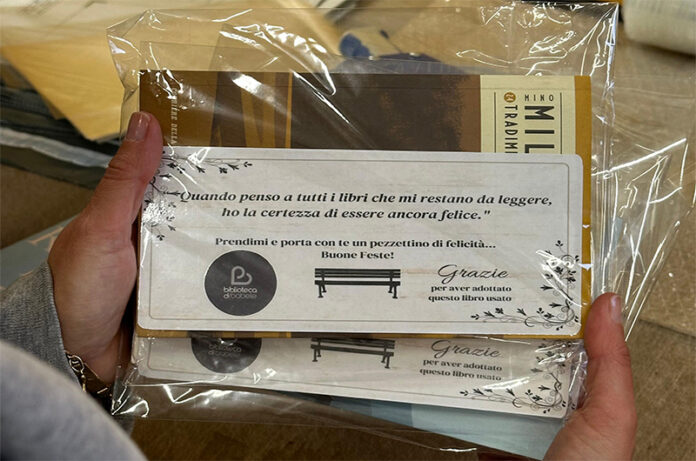 MINO
MIL
TRADIM
Quando penso a tutti i libri che mi restano da leggere,
ho la certezza di essere ancora felice."
Prendimi e porta con te un pezzettino di felicità...
Buone Feste!
biblioteca
di babele
Grazie
per aver adottato
questo libro usato
biblioteca
di babele
Grazie
per aver adottato
questo libro usato